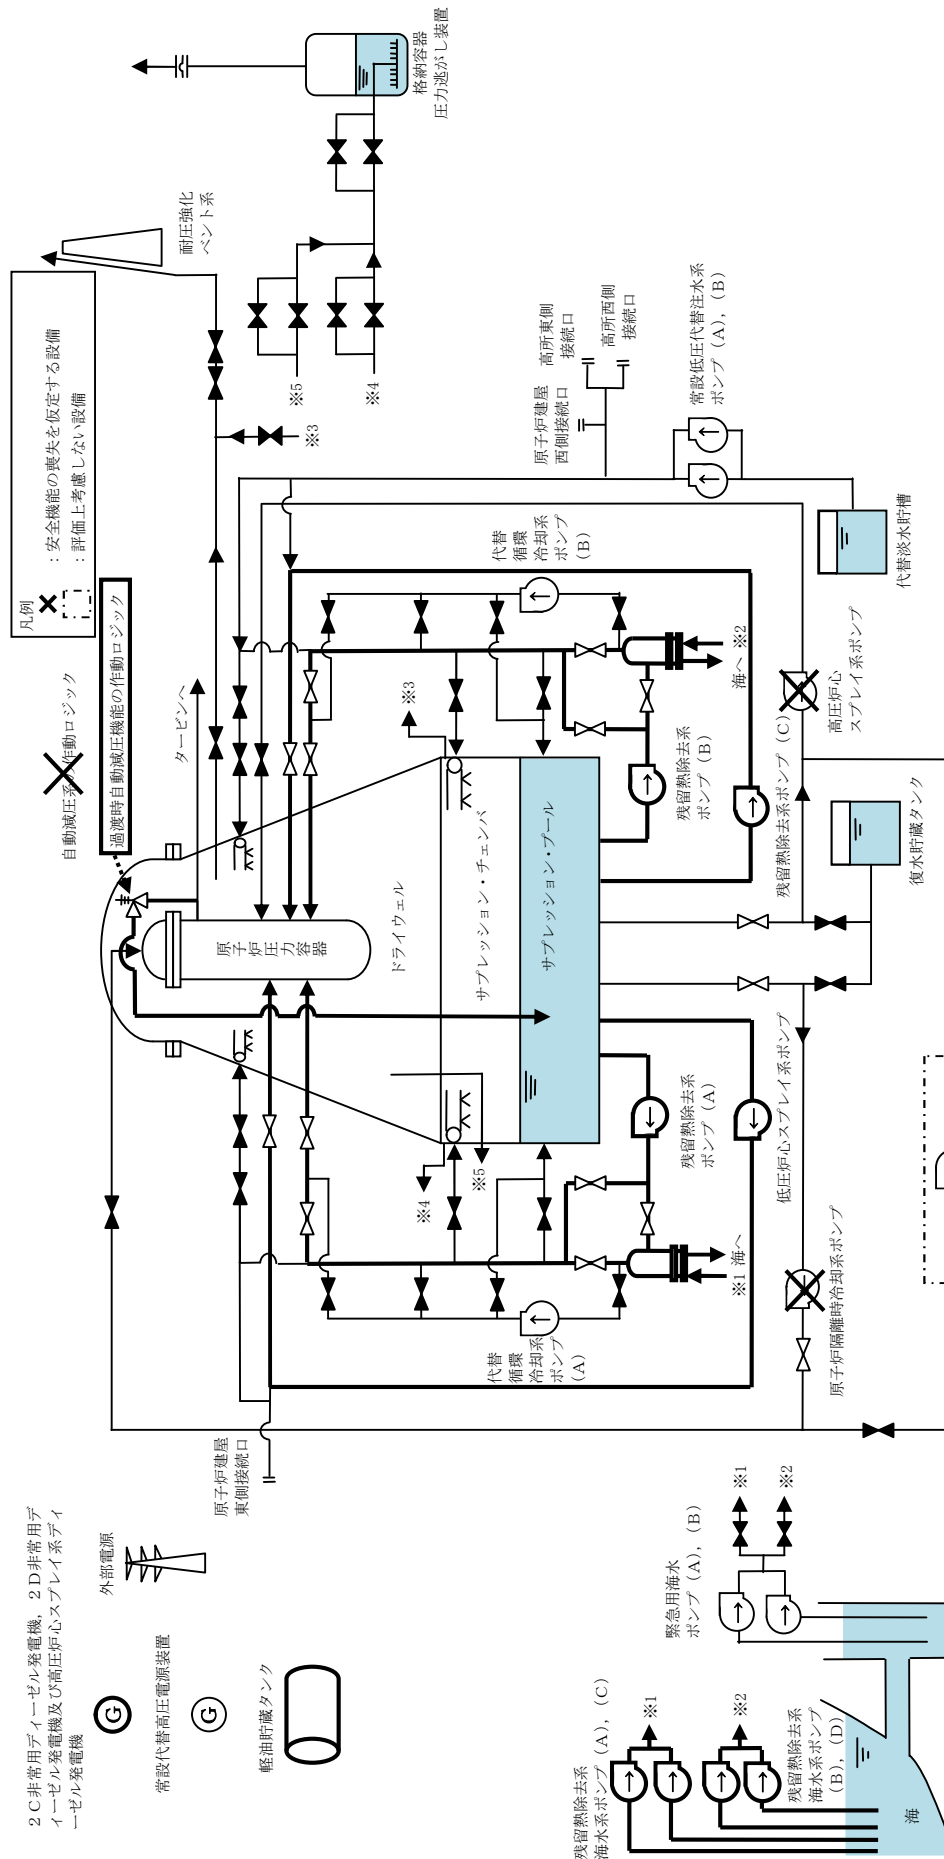 2C非常用ディーゼル発電機，2D非常用デ
ィーゼル発電機及び高圧炉心スプレイ系ディ
ーゼル発電機
G
外部電源
常設代替高圧電源装置
G
軽油貯蔵タンク
凡例
：安全機能の喪失を仮定する設備
：評価上考慮しない設備
自動減圧系の作動ロジック
過渡時自動減圧機能の作動ロジック
タービンへ
耐圧強化
ベント系
格納容器
圧力逃がし装置
※3
※5
※4
原子炉建屋
東側接続口
原子炉圧力容器
ドライウェル
サプレッション・チェンバ
サプレッション・プール
※4
※5
※3
代替
循環
冷却系
ポンプ
(A)
代替
循環
冷却系
ポンプ
(B)
原子炉建屋
西側接続口
高所東側
接続口
高所西側
接続口
常設低圧代替注水系
ポンプ (A)，(B)
残留熱除去系
ポンプ (A)
残留熱除去系
ポンプ (B)
※1
海へ
海へ
※2
低圧炉心スプレイ系ポンプ
残留熱除去系ポンプ (C)
原子炉隔離時冷却系ポンプ
高圧炉心
スプレイ系ポンプ
復水貯蔵タンク
代替淡水貯槽
残留熱除去系
海水系ポンプ (A)，(C)
※1
※2
残留熱除去系
海水系ポンプ
(B)，(D)
緊急用海水
ポンプ (A)，(B)
※1
※2
海